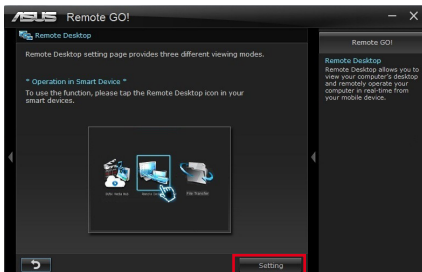 ASUS Remote GO!
Remote Desktop
Remote Desktop setting page provides three different viewing modes.
* Operation in Smart Device *
To use the function, please tap the Remote Desktop icon in your
smart devices.
File Transfer
Setting
Remote GO!
Remote Desktop
Remote Desktop allows you to
view your computer's desktop
and remotely operate your
computer in real-time from
your mobile device.